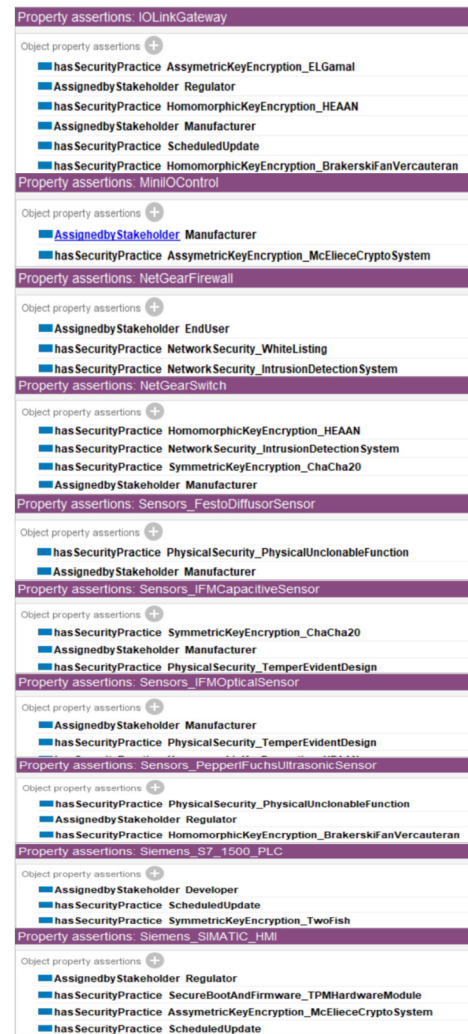 Property assertions: IOLinkGateway
Object property assertions
hasSecurityPractice AssymetricKeyEncryption_ELGamal
AssignedbyStakeholder Regulator
hasSecurityPractice HomomorphicKeyEncryption_HEAAN
AssignedbyStakeholder Manufacturer
hasSecurityPractice ScheduledUpdate
hasSecurityPractice HomomorphicKeyEncryption_BrakerskiFanVercauteran
Property assertions: MiniIOControl
Object property assertions
AssignedbyStakeholder Manufacturer
hasSecurityPractice AssymetricKeyEncryption_McElieceCryptoSystem
Property assertions: NetGearFirewall
Object property assertions
AssignedbyStakeholder EndUser
hasSecurityPractice NetworkSecurity_WhiteListing
hasSecurityPractice NetworkSecurity_IntrusionDetectionSystem
Property assertions: NetGearSwitch
Object property assertions
hasSecurityPractice HomomorphicKeyEncryption_HEAAN
hasSecurityPractice NetworkSecurity_IntrusionDetectionSystem
hasSecurityPractice SymmetricKeyEncryption_ChaCha20
AssignedbyStakeholder Manufacturer
Property assertions: Sensors_FestoDiffusorSensor
Object property assertions
hasSecurityPractice PhysicalSecurity_PhysicalUnclonableFunction
AssignedbyStakeholder Manufacturer
Property assertions: Sensors_IFMCapacitiveSensor
Object property assertions
hasSecurityPractice SymmetricKeyEncryption_ChaCha20
AssignedbyStakeholder Manufacturer
hasSecurityPractice PhysicalSecurity_TemperEvidentDesign
Property assertions: Sensors_IFMOpticalSensor
Object property assertions
AssignedbyStakeholder Manufacturer
hasSecurityPractice PhysicalSecurity_TemperEvidentDesign
Property assertions: Sensors_PepperlFuchsUltrasonicSensor
Object property assertions
hasSecurityPractice PhysicalSecurity_PhysicalUnclonableFunction
AssignedbyStakeholder Regulator
hasSecurityPractice HomomorphicKeyEncryption_BrakerskiFanVercauteran
Property assertions: Siemens_S7_1500_PLC
Object property assertions
AssignedbyStakeholder Developer
hasSecurityPractice ScheduledUpdate
hasSecurityPractice SymmetricKeyEncryption_TwoFish
Property assertions: Siemens_SIMATIC_HMI
Object property assertions
AssignedbyStakeholder Regulator
hasSecurityPractice SecureBootAndFirmware_TPMHardwareModule
hasSecurityPractice AssymetricKeyEncryption_McElieceCryptoSystem
hasSecurityPractice ScheduledUpdate